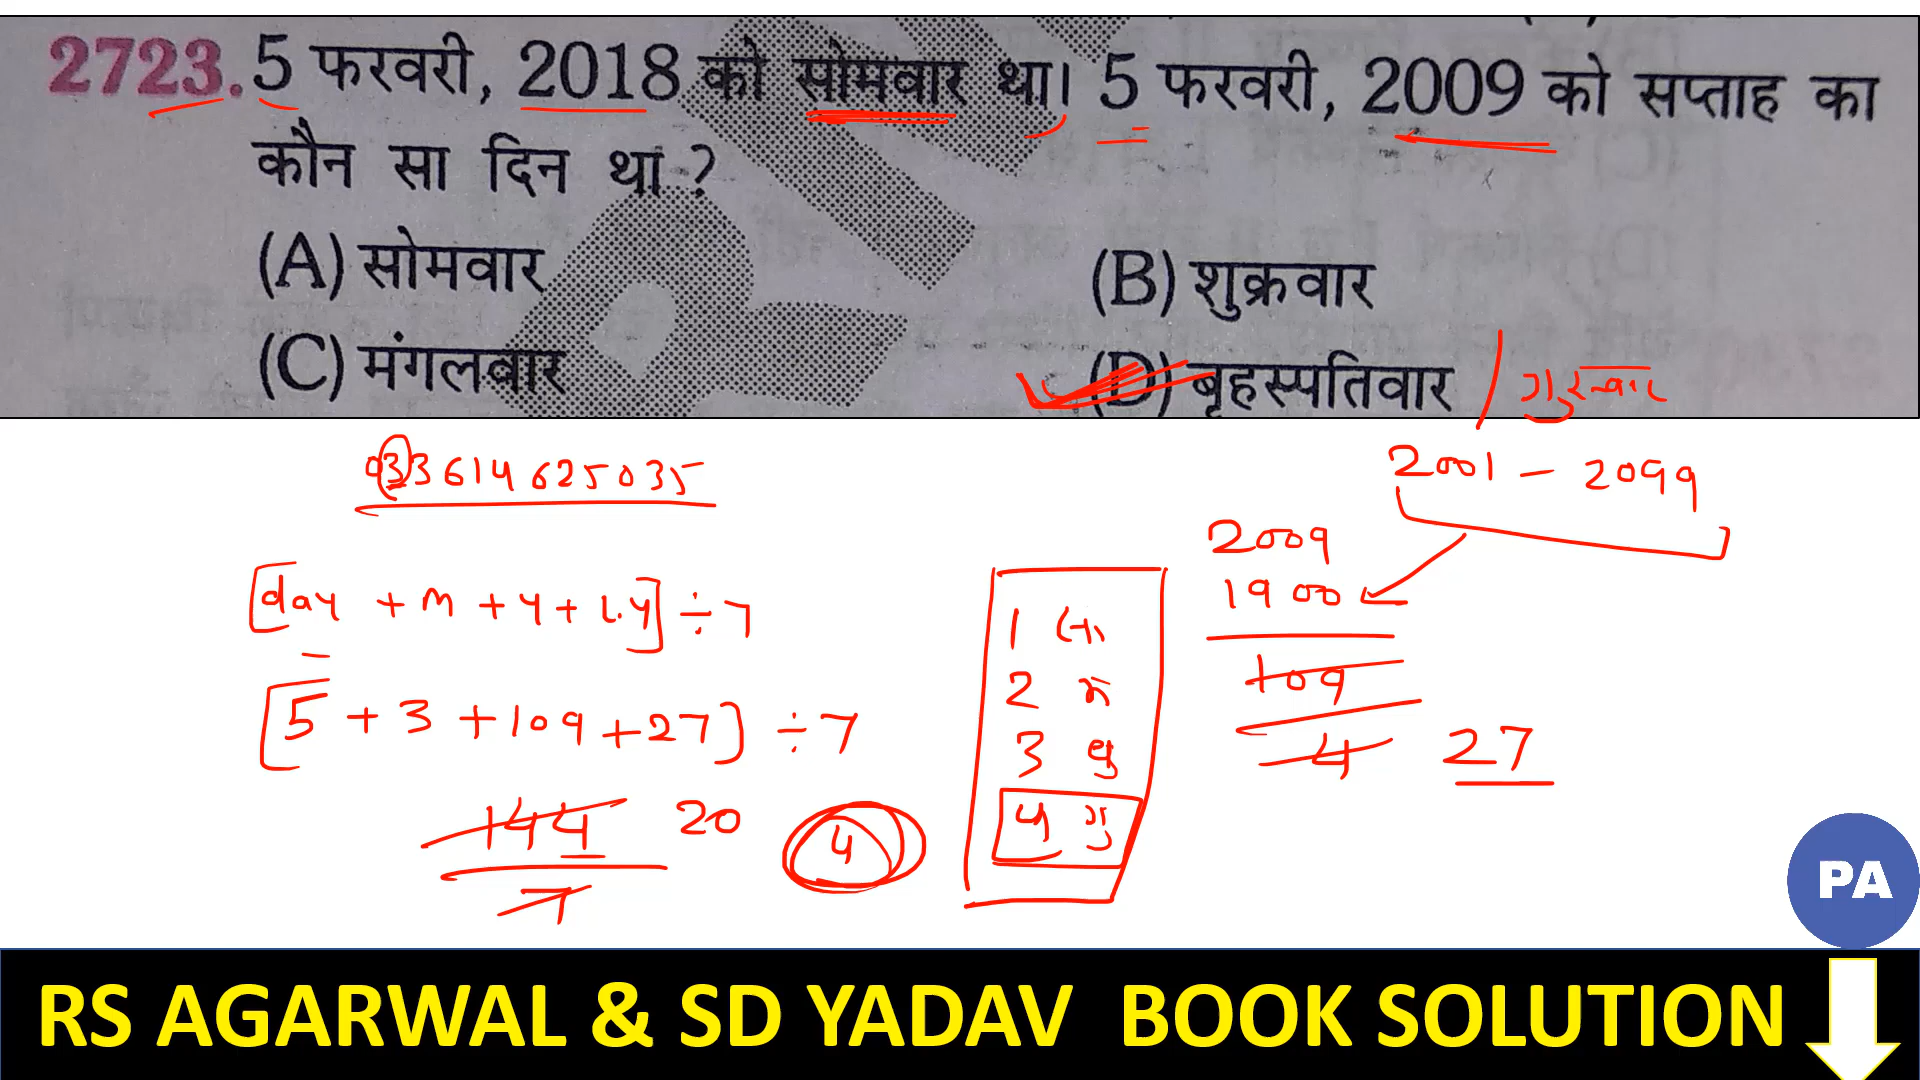 2723. 5 फरवरी, 2018 को सोमवार था। 5 फरवरी, 2009 को सप्ताह का
कौन सा दिन था ?
(A) सोमवार (B) शुक्रवार
(C) मंगलवार (D) बृहस्पतिवार / गुरुवार
033614625035
2001 - 2099
2009
1900
109
4 27
[day + m + y + L.y] ÷ 7
[5 + 3 + 109 + 27] ÷ 7
144 20 4
7
1 सो
2 मं
3 बु
4 गु
PA
RS AGARWAL & SD YADAV BOOK SOLUTION